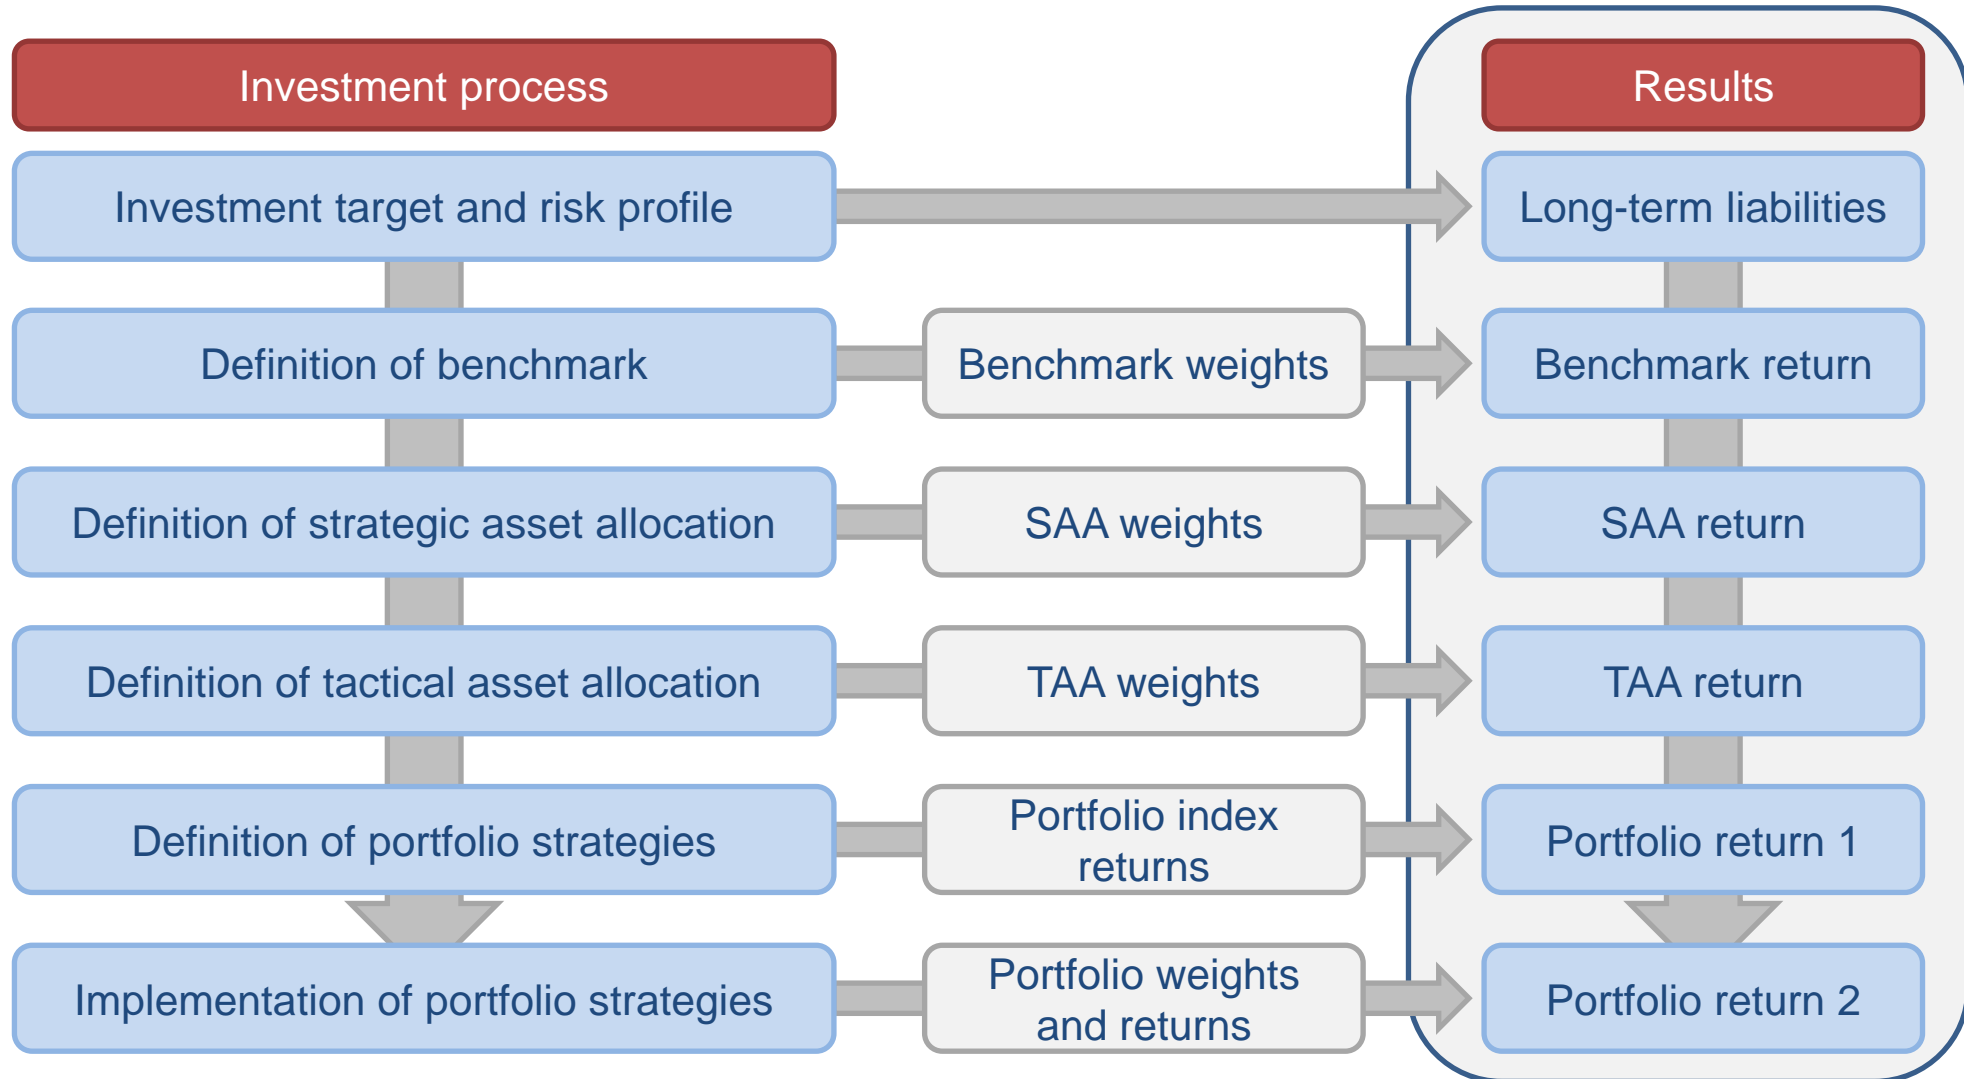 Investment process
Results
Investment target and risk profile
Long-term liabilities
Definition of benchmark
Benchmark weights
Benchmark return
Definition of strategic asset allocation
SAA weights
SAA return
Definition of tactical asset allocation
TAA weights
TAA return
Definition of portfolio strategies
Portfolio index
returns
Portfolio return 1
Implementation of portfolio strategies
Portfolio weights
and returns
Portfolio return 2